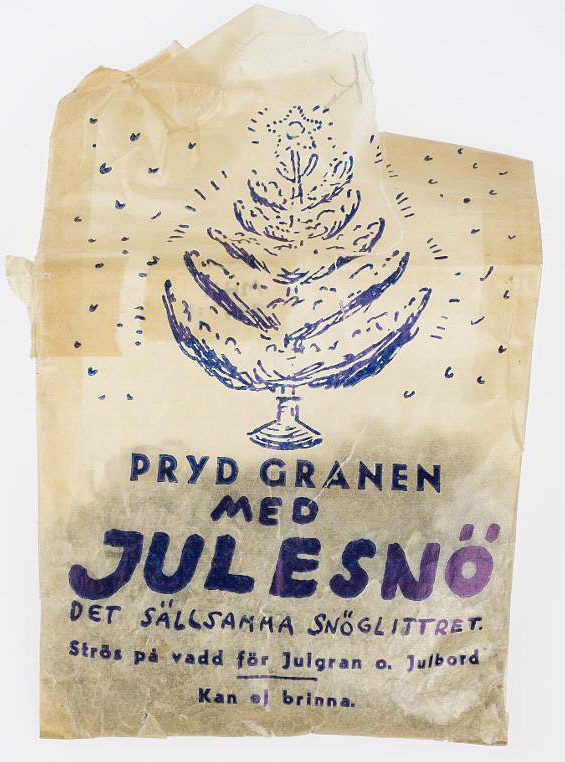 PRYD GRANEN
MED
JULESNÖ
DET SÄLLSAMMA SNÖGLITTRET.
Strös på vadd för Julgran o. Julbord
Kan ej brinna.